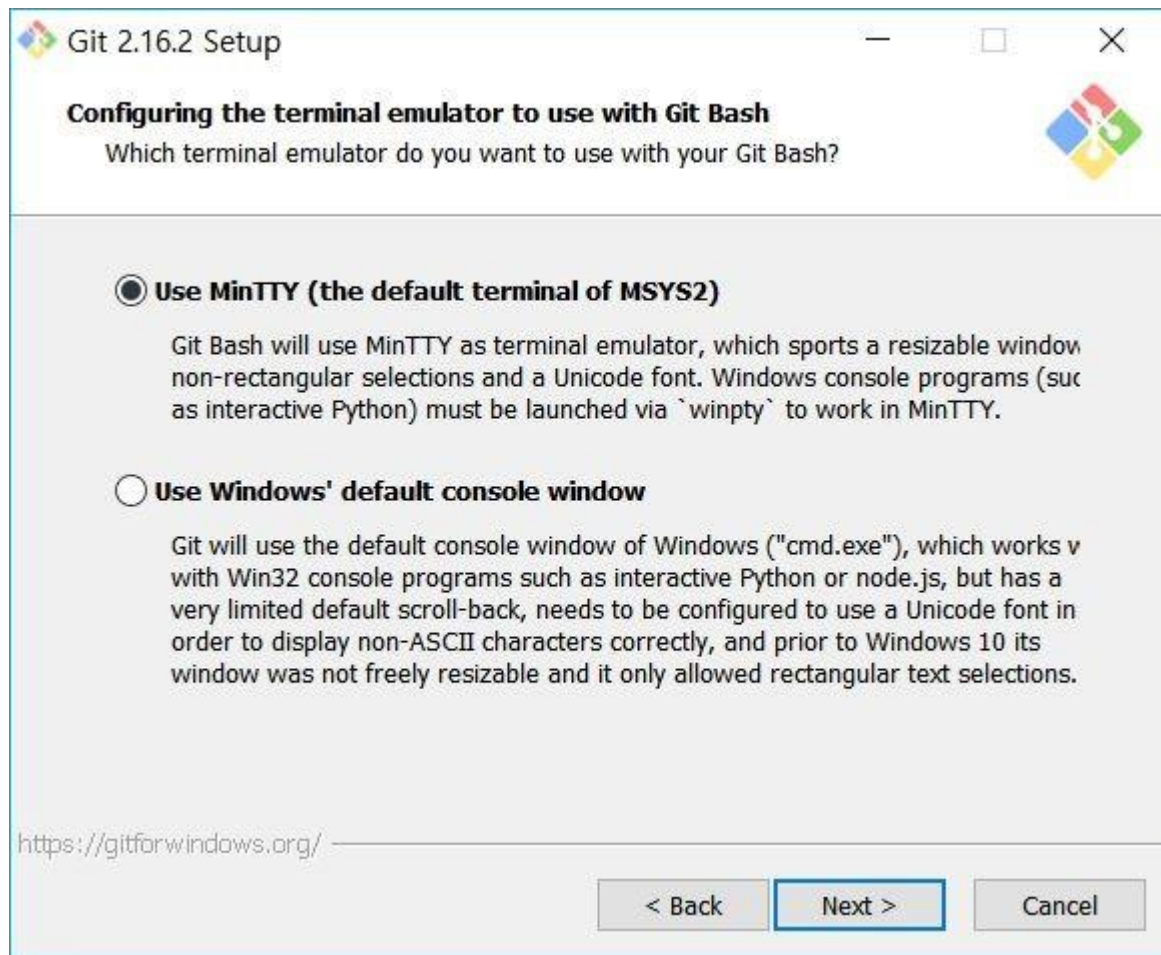 Git 2.16.2 Setup
Configuring the terminal emulator to use with Git Bash
Which terminal emulator do you want to use with your Git Bash?
Use MinTTY (the default terminal of MSYS2)
Git Bash will use MinTTY as terminal emulator, which sports a resizable window
non-rectangular selections and a Unicode font. Windows console programs (suc
as interactive Python) must be launched via `winpty` to work in MinTTY.
Use Windows' default console window
Git will use the default console window of Windows ("cmd.exe"), which works
with Win32 console programs such as interactive Python or node.js, but has a
very limited default scroll-back, needs to be configured to use a Unicode font in
order to display non-ASCII characters correctly, and prior to Windows 10 its
window was not freely resizable and it only allowed rectangular text selections.
https://gitforwindows.org/
< Back
Next >
Cancel